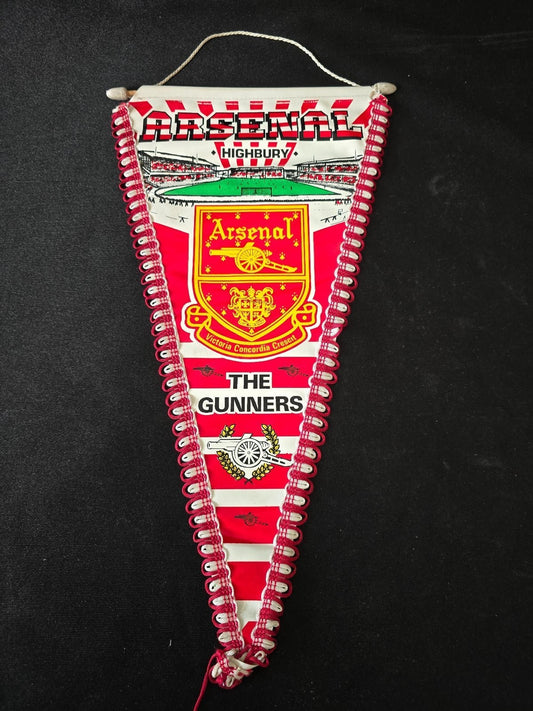 ARSENAL
• HIGHBURY •
Arsenal
Victoria Concordia Crescit
THE
GUNNERS